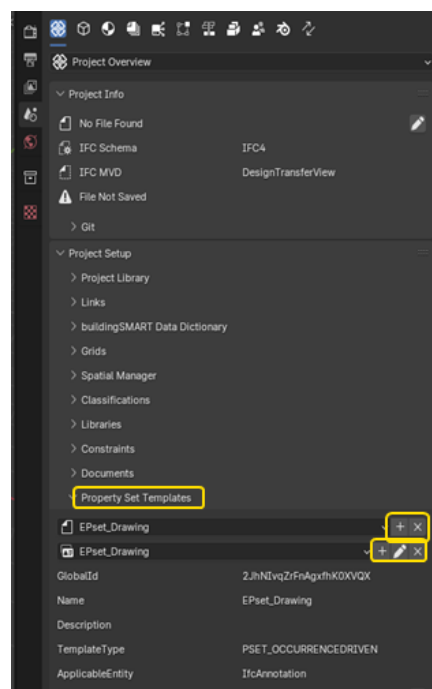 Project Overview
Project Info
No File Found
IFC Schema IFC4
IFC MVD DesignTransferView
File Not Saved
Git
Project Setup
Project Library
Links
buildingSMART Data Dictionary
Grids
Spatial Manager
Classifications
Libraries
Constraints
Documents
Property Set Templates
EPset_Drawing
EPset_Drawing
GlobalId 2JhNIvqZrFnAgxfhK0XVQX
Name EPset_Drawing
Description
TemplateType PSET_OCCURRENCEDRIVEN
ApplicableEntity IfcAnnotation